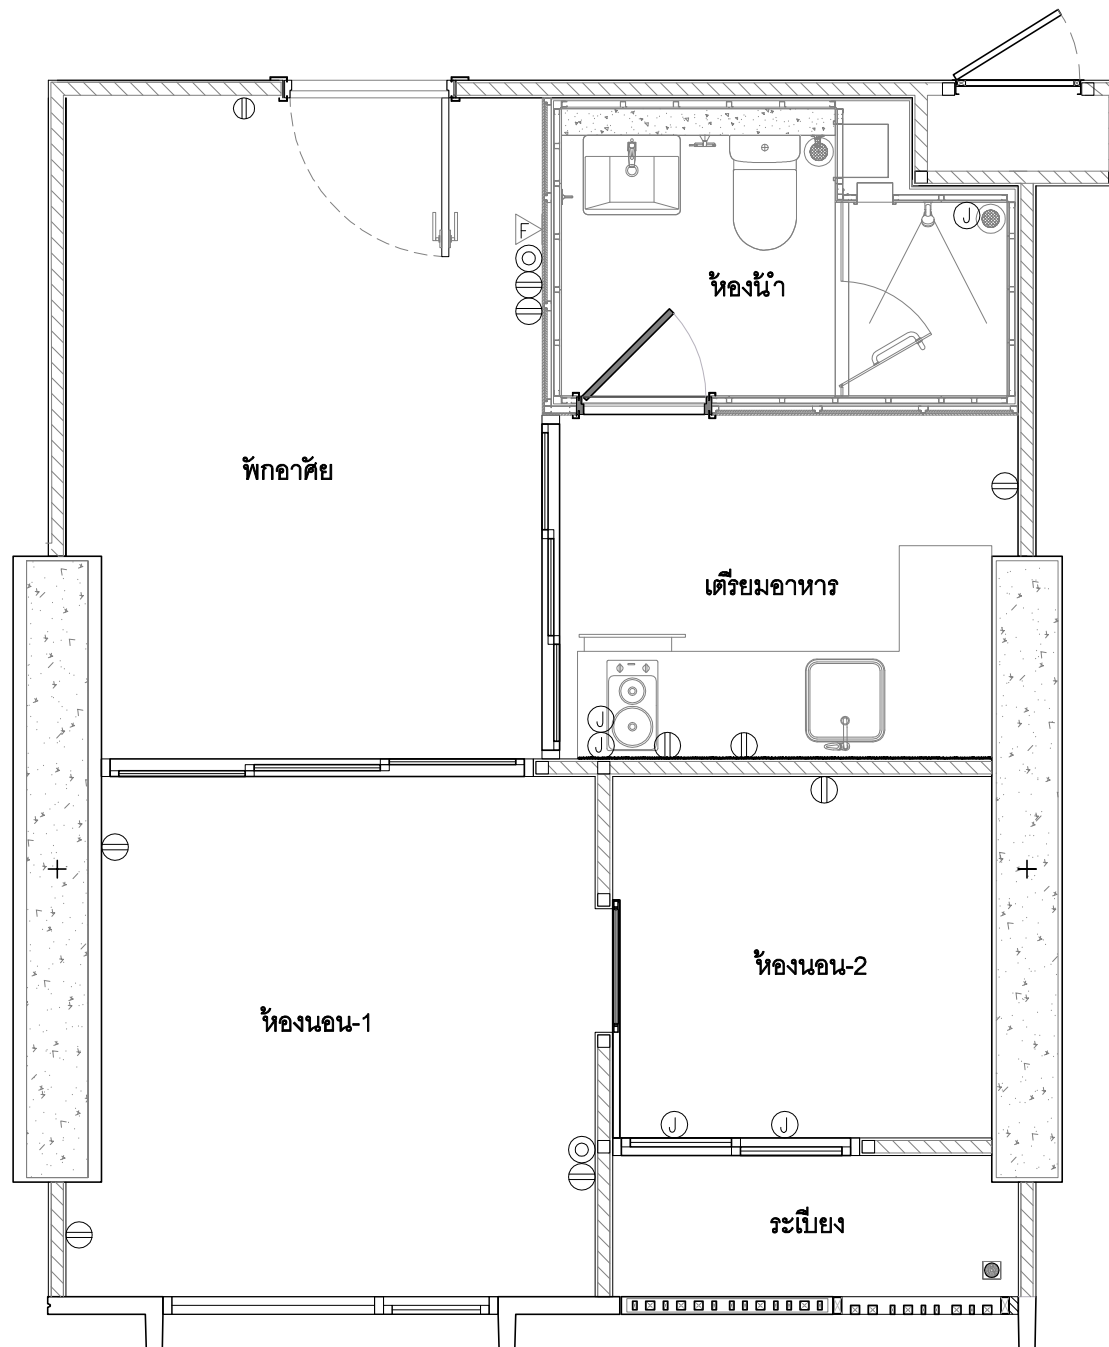 F
J
ห้องน้ำ
พักอาศัย
เตรียมอาหาร
J
J
ห้องนอน-2
ห้องนอน-1
J
J
ระเบียง